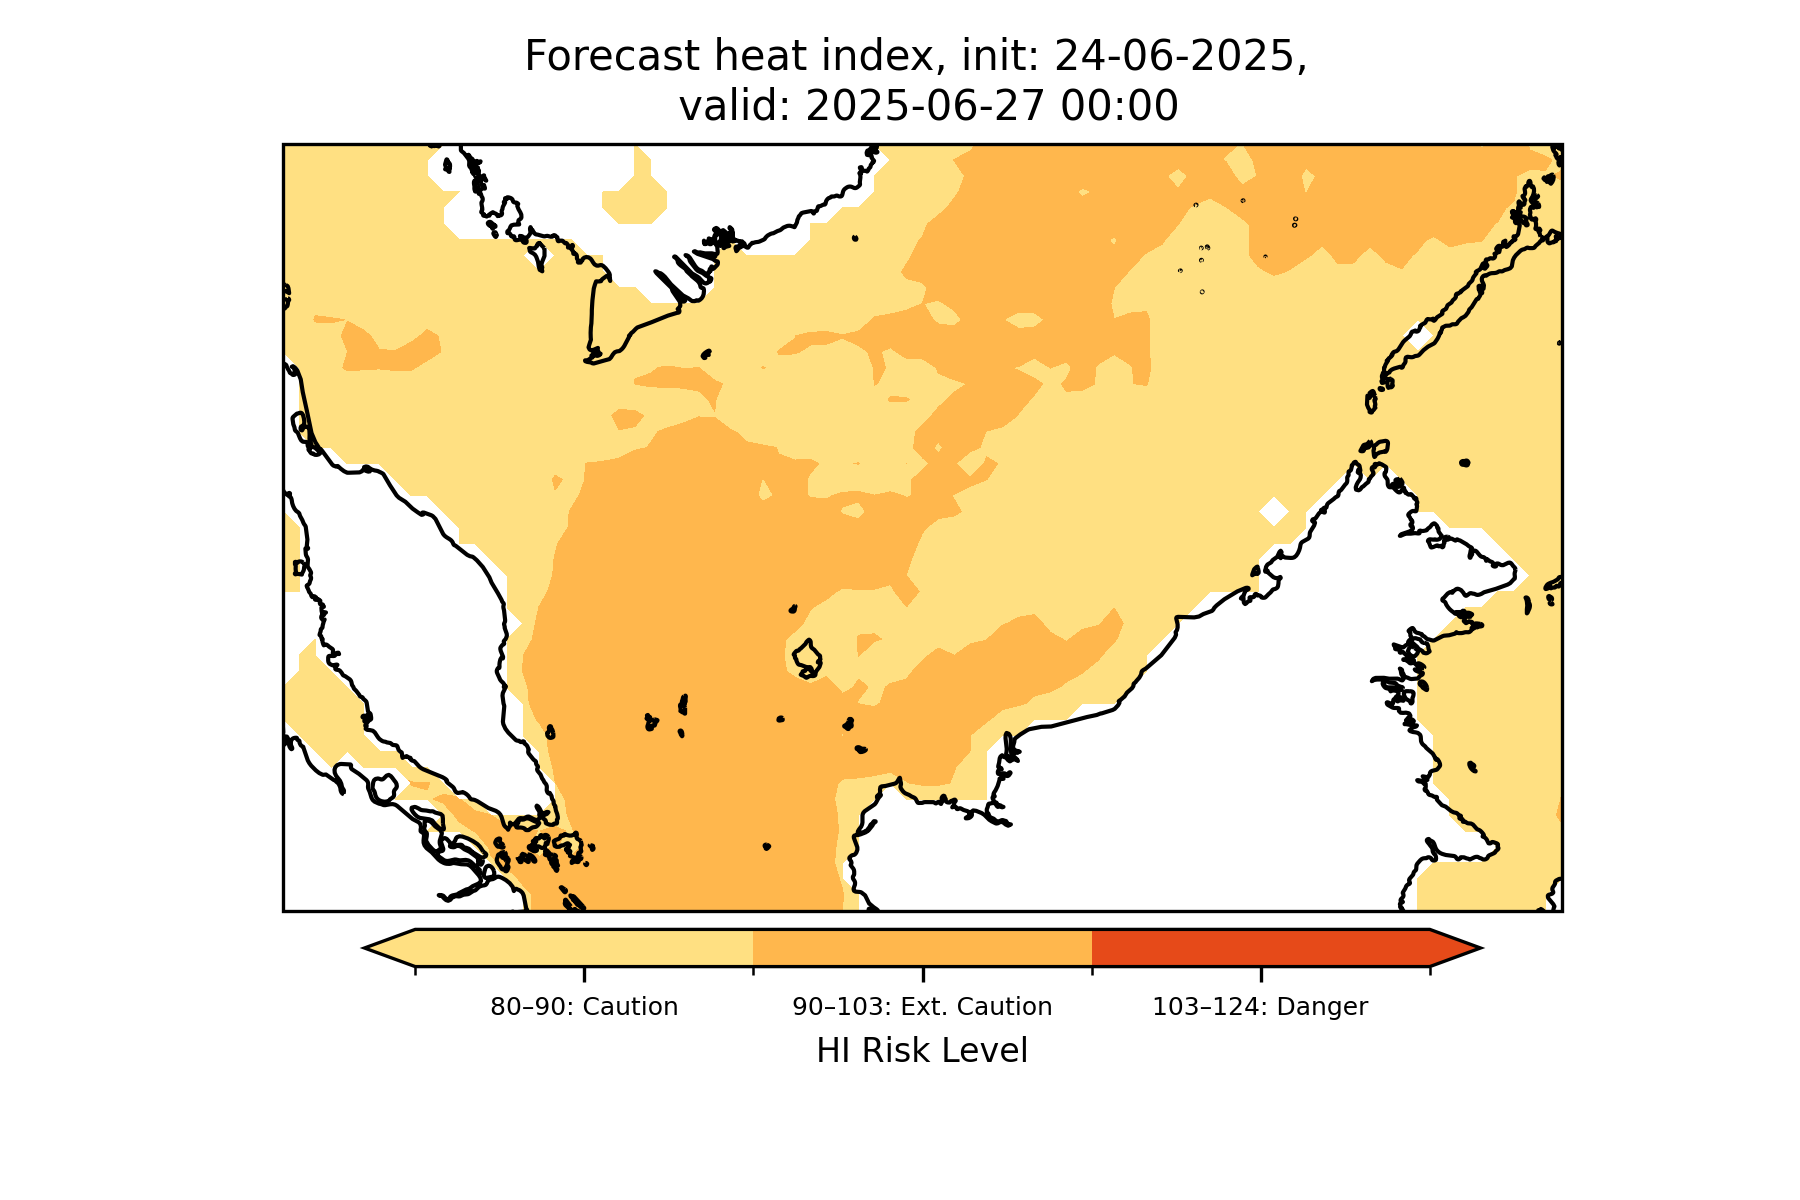 Forecast heat index, init: 24-06-2025,
valid: 2025-06-27 00:00
80–90: Caution
90–103: Ext. Caution
103–124: Danger
HI Risk Level